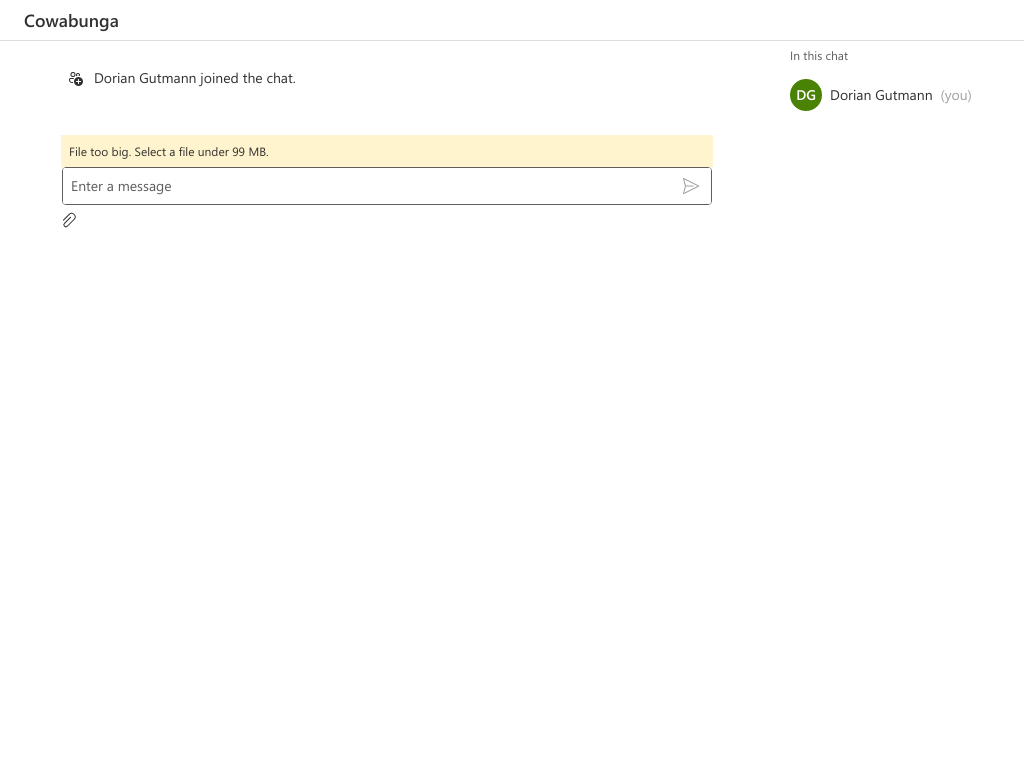 Cowabunga
Dorian Gutmann joined the chat.
File too big. Select a file under 99 MB.
Enter a message
In this chat
DG
Dorian Gutmann (you)